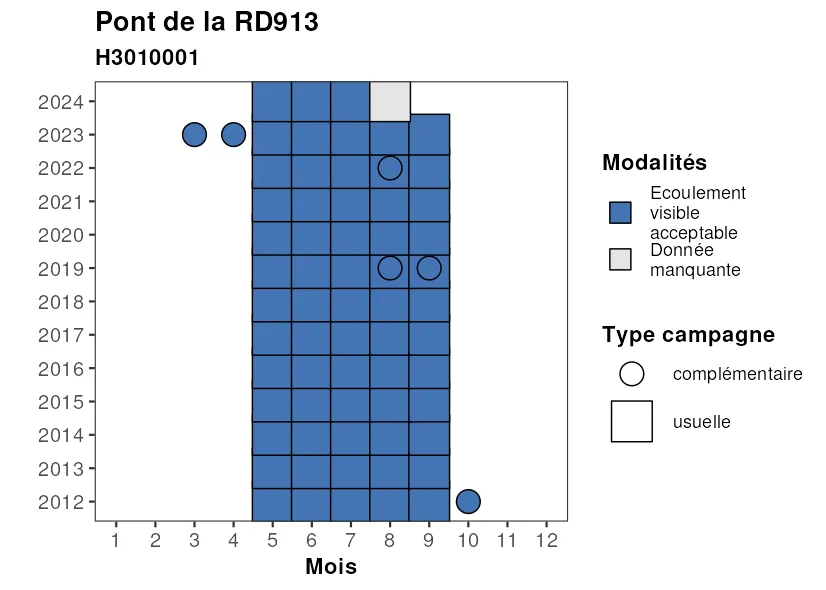 Pont de la RD913
H3010001
2024
2023
2022
2021
2020
2019
2018
2017
2016
2015
2014
2013
2012
1 2 3 4 5 6 7 8 9 10 11 12
Mois
Modalités
Ecoulement
visible
acceptable
Donnée
manquante
Type campagne
complémentaire
usuelle